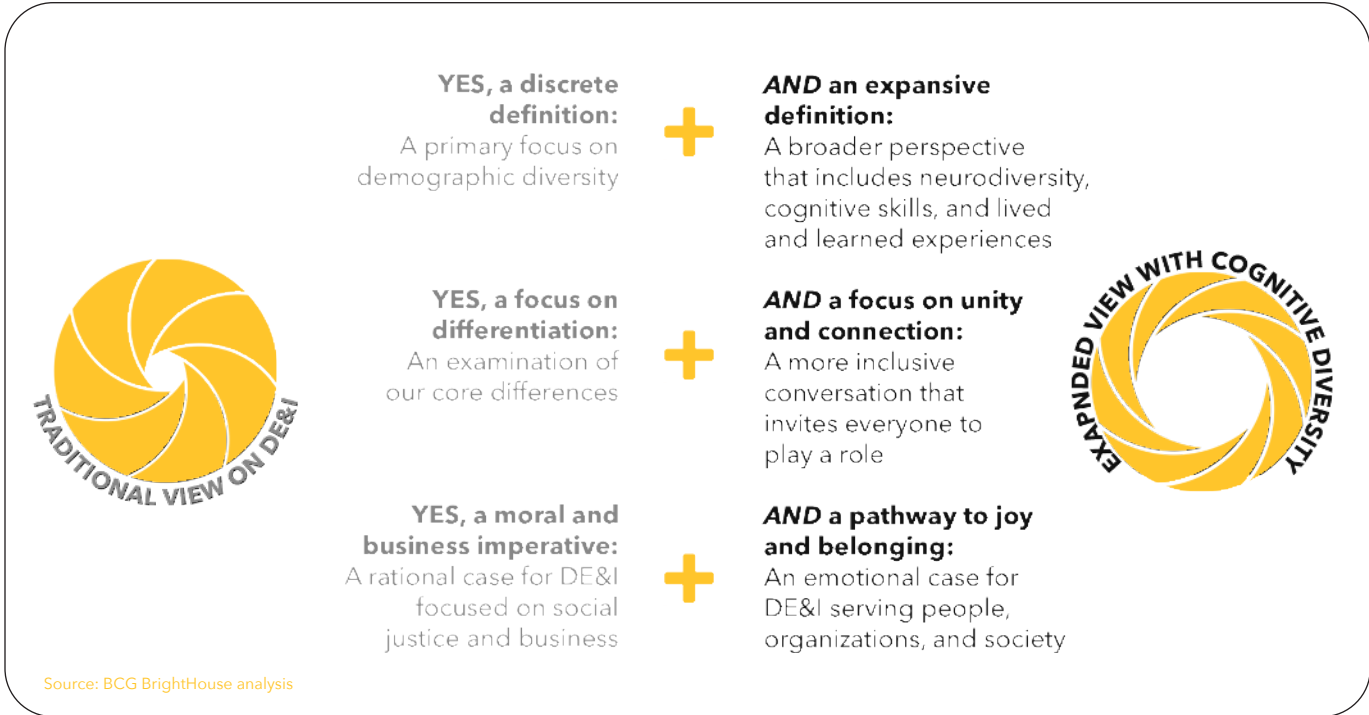 YES, a discrete
definition:
A primary focus on
demographic diversity
AND an expansive
definition:
A broader perspective
that includes neurodiversity,
cognitive skills, and lived
and learned experiences
YES, a focus on
differentiation:
An examination of
our core differences
AND a focus on unity
and connection:
A more inclusive
conversation that
invites everyone to
play a role
YES, a moral and
business imperative:
A rational case for DE&I
focused on social
justice and business
AND a pathway to joy
and belonging:
An emotional case for
DE&I serving people,
organizations, and society
TRADITIONAL VIEW ON DE&I
EXAPNDED VIEW WITH COGNITIVE DIVERSITY
Source: BCG BrightHouse analysis